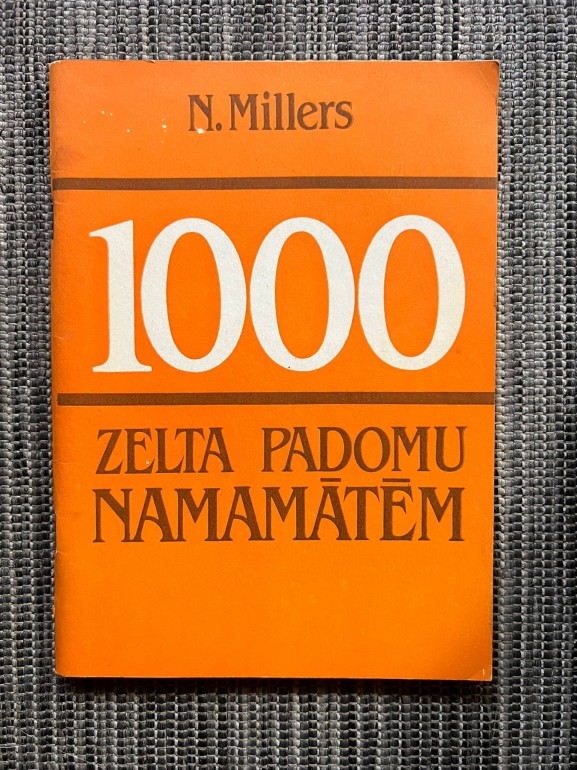 N. Millers
1000
ZELTA PADOMU
NAMAMĀTĒM